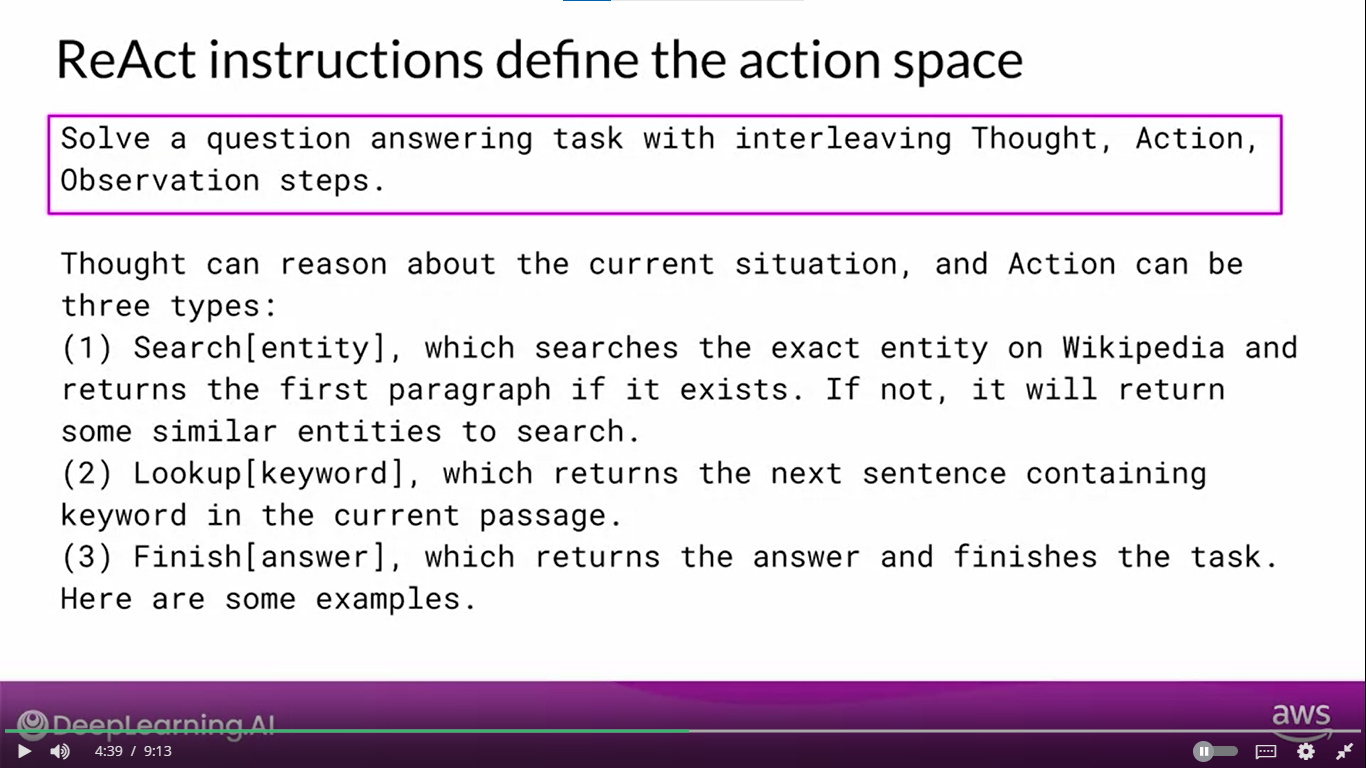 ReAct instructions define the action space
Solve a question answering task with interleaving Thought, Action,
Observation steps.
Thought can reason about the current situation, and Action can be
three types:
(1) Search[entity], which searches the exact entity on Wikipedia and
returns the first paragraph if it exists. If not, it will return
some similar entities to search.
(2) Lookup[keyword], which returns the next sentence containing
keyword in the current passage.
(3) Finish[answer], which returns the answer and finishes the task.
Here are some examples.
DeepLearning.AI
aws
4:39 / 9:13